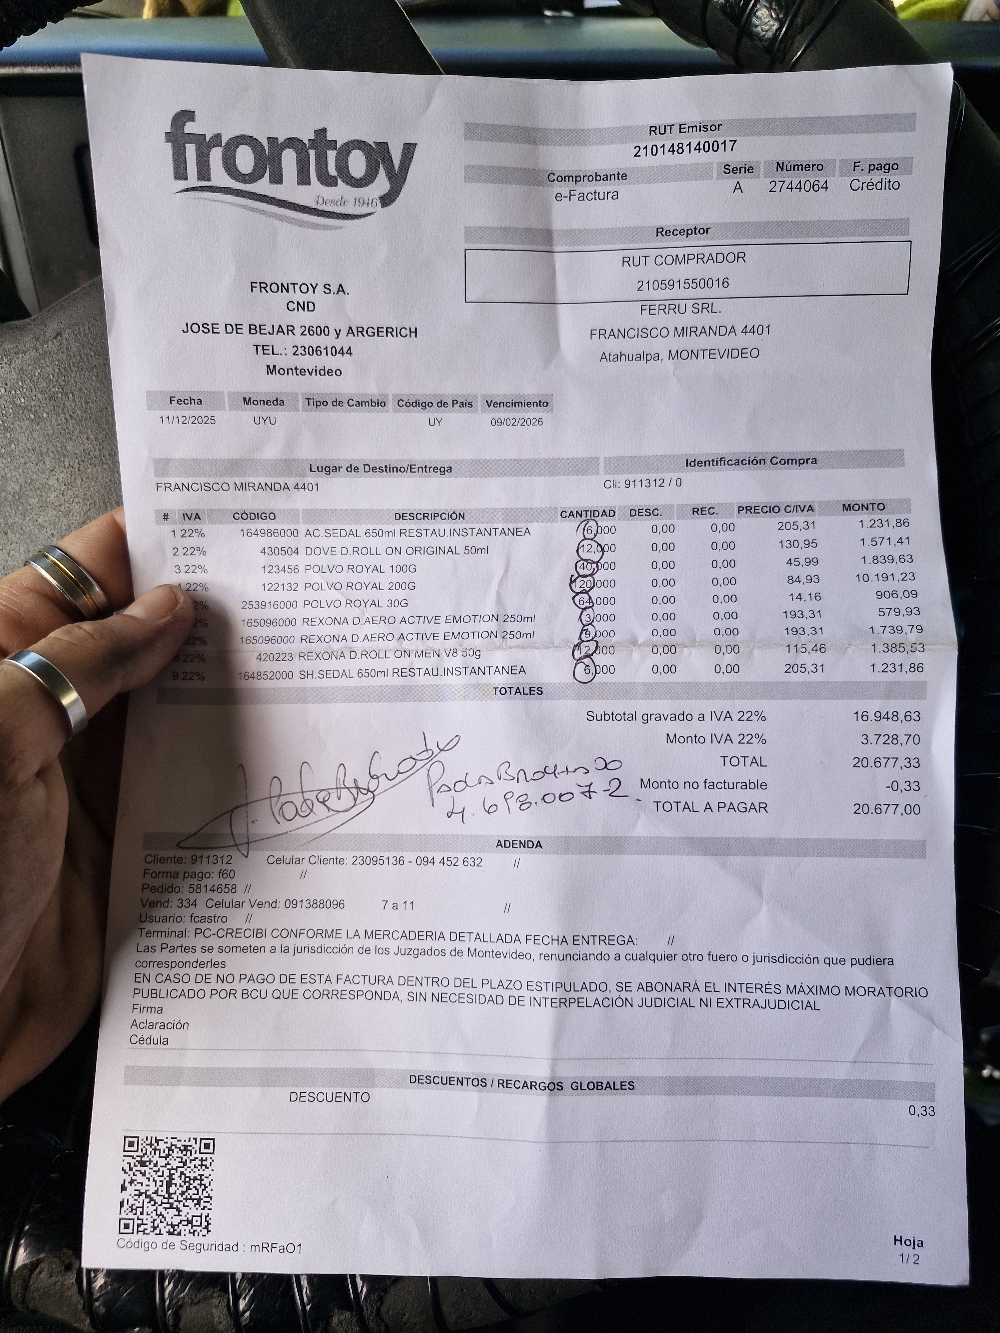 frontoy
Desde 1946
RUT Emisor
210148140017
Comprobante Serie Número F. pago
e-Factura A 2744064 Crédito
Receptor
RUT COMPRADOR
210591550016
FERRU SRL.
FRANCISCO MIRANDA 4401
Atahualpa, MONTEVIDEO
FRONTOY S.A.
CND
JOSE DE BEJAR 2600 y ARGERICH
TEL.: 23061044
Montevideo
Fecha Moneda Tipo de Cambio Código de País Vencimiento
11/12/2025 UYU UY 09/02/2026
Lugar de Destino/Entrega Identificación Compra
FRANCISCO MIRANDA 4401 Cli: 911312 / 0
# IVA CÓDIGO DESCRIPCIÓN CANTIDAD DESC. REC. PRECIO C/IVA MONTO
1 22% 164986000 AC.SEDAL 650ml RESTAU.INSTANTANEA 6,000 0,00 0,00 205,31 1.231,86
2 22% 430504 DOVE D.ROLL ON ORIGINAL 50ml 12,000 0,00 0,00 130,95 1.571,41
3 22% 123456 POLVO ROYAL 100G 40,000 0,00 0,00 45,99 1.839,63
22% 122132 POLVO ROYAL 200G 120,000 0,00 0,00 84,93 10.191,23
253916000 POLVO ROYAL 30G 64,000 0,00 0,00 14,16 906,09
165096000 REXONA D.AERO ACTIVE EMOTION 250ml 3,000 0,00 0,00 193,31 579,93
22% 165096000 REXONA D.AERO ACTIVE EMOTION 250ml 9,000 0,00 0,00 193,31 1.739,79
8 22% 420223 REXONA D.ROLL ON MEN V8 50g 12,000 0,00 0,00 115,46 1.385,53
9 22% 164852000 SH.SEDAL 650ml RESTAU.INSTANTANEA 6,000 0,00 0,00 205,31 1.231,86
TOTALES
Subtotal gravado a IVA 22% 16.948,63
Monto IVA 22% 3.728,70
TOTAL 20.677,33
Monto no facturable -0,33
TOTAL A PAGAR 20.677,00
4.698.007-2
ADENDA
Cliente: 911312 Celular Cliente: 23095136 - 094 452 632 //
Forma pago: f60 //
Pedido: 5814658 //
Vend: 334 Celular Vend: 091388096 7 a 11 //
Usuario: fcastro //
Terminal: PC-CRECIBI CONFORME LA MERCADERIA DETALLADA FECHA ENTREGA: //
Las Partes se someten a la jurisdicción de los Juzgados de Montevideo, renunciando a cualquier otro fuero o jurisdicción que pudiera
corresponderles
EN CASO DE NO PAGO DE ESTA FACTURA DENTRO DEL PLAZO ESTIPULADO, SE ABONARÁ EL INTERÉS MÁXIMO MORATORIO
PUBLICADO POR BCU QUE CORRESPONDA, SIN NECESIDAD DE INTERPELACIÓN JUDICIAL NI EXTRAJUDICIAL
Firma
Aclaración
Cédula
DESCUENTOS / RECARGOS GLOBALES
DESCUENTO 0,33
Código de Seguridad : mRFaO1
Hoja
1/ 2